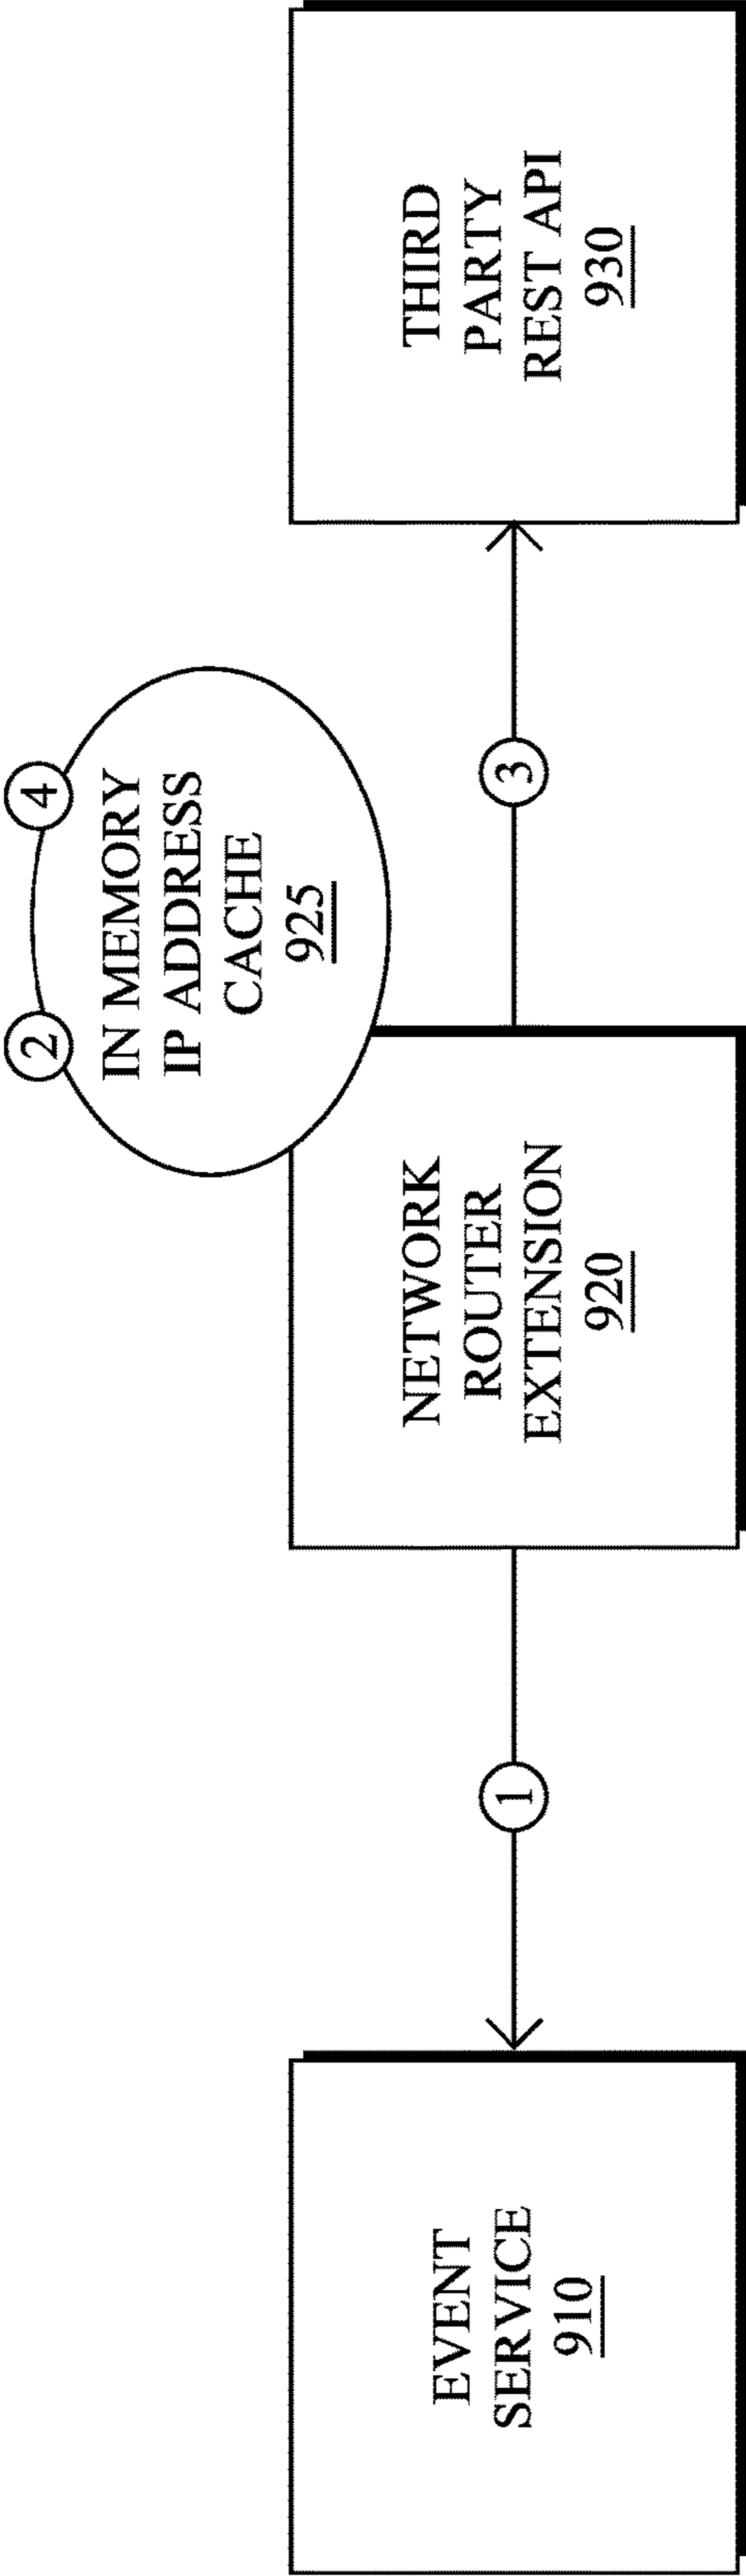 EVENT
SERVICE
910
1
NETWORK
ROUTER
EXTENSION
920
2
4
IN MEMORY
IP ADDRESS
CACHE
925
3
THIRD
PARTY
REST API
930